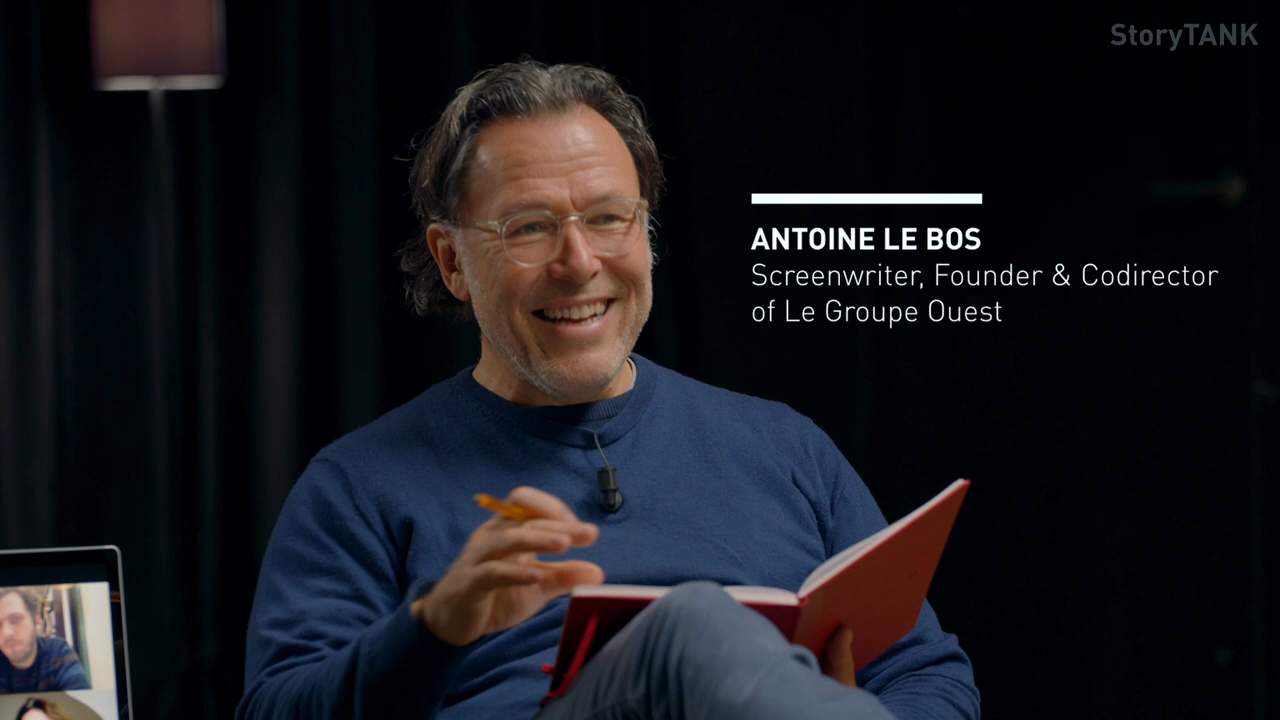 StoryTANK
ANTOINE LE BOS
Screenwriter, Founder & Codirector
of Le Groupe Ouest